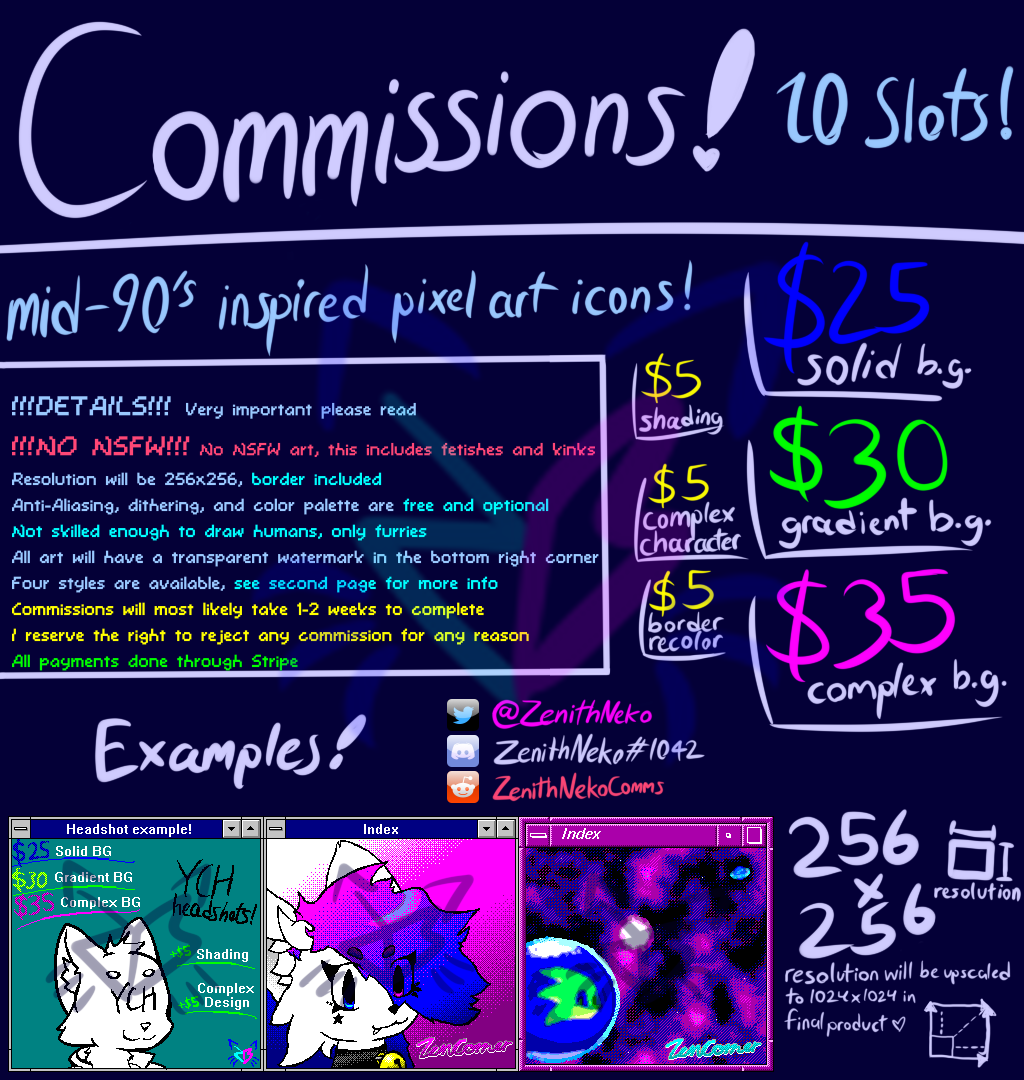 Commissions!
10 Slots!
mid-90's inspired pixel art icons!
!!!DETAILS!!! Very important please read
!!!NO NSFW!!! No NSFW art, this includes fetishes and kinks
Resolution will be 256x256, border included
Anti-Aliasing, dithering, and color palette are free and optional
Not skilled enough to draw humans, only furries
All art will have a transparent watermark in the bottom right corner
Four styles are available, see second page for more info
Commissions will most likely take 1-2 weeks to complete
I reserve the right to reject any commission for any reason
All payments done through Stripe
$5
shading
$5
complex
character
$5
border
recolor
$25
solid b.g.
$30
gradient b.g.
$35
complex b.g.
Examples!
@ZenithNeko
ZenithNeko#1042
ZenithNekoComms
Headshot example!
$25 Solid BG
$30 Gradient BG
$35 Complex BG
YCH
headshots!
+$5 Shading
Complex
+$5 Design
YCH
Index
ZenComer
Index
ZenComer
256
x
256
resolution
resolution will be upscaled
to 1024x1024 in
final product ♡